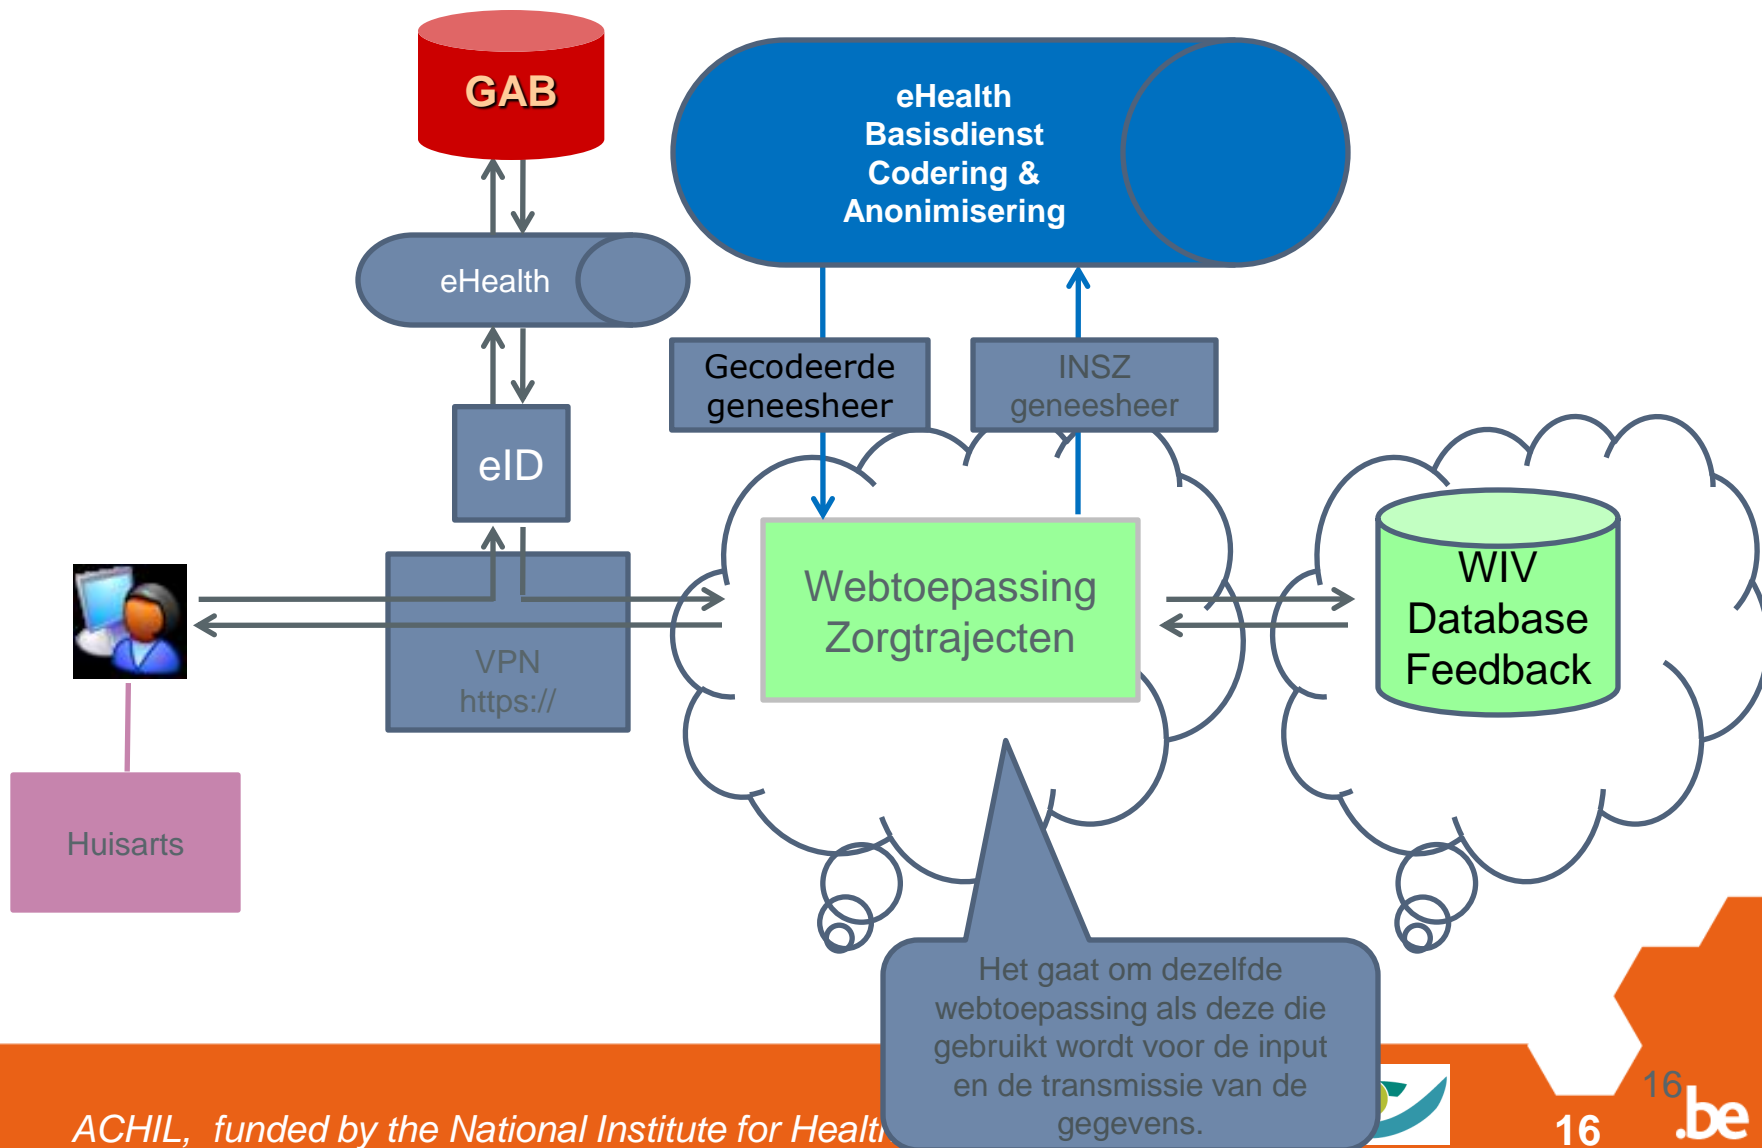 GAB
eHealth
Basisdienst
Codering &
Anonimisering
eHealth
Gecodeerde
geneesheer
INSZ
geneesheer
eID
Webtoepassing
Zorgtrajecten
WIV
Database
Feedback
VPN
https://
Huisarts
Het gaat om dezelfde
webtoepassing als deze die
gebruikt wordt voor de input
en de transmissie van de
gegevens.
ACHIL, funded by the National Institute for Health
16
16
.be